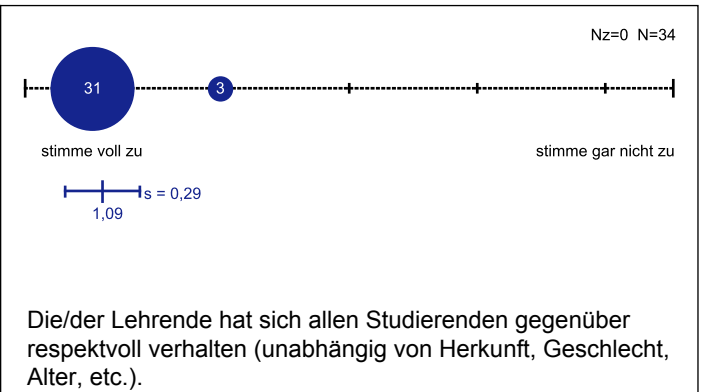 Nz=0 N=34
31 3
stimme voll zu stimme gar nicht zu
s = 0,29
1,09
Die/der Lehrende hat sich allen Studierenden gegenüber
respektvoll verhalten (unabhängig von Herkunft, Geschlecht,
Alter, etc.).